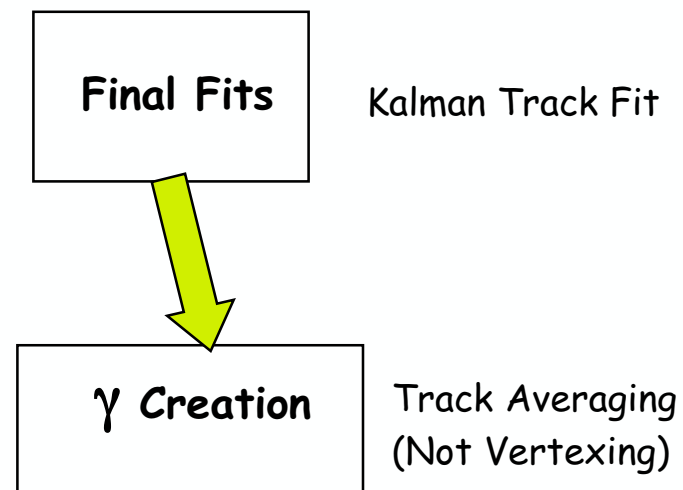 Final Fits
Kalman Track Fit
γ Creation
Track Averaging
(Not Vertexing)